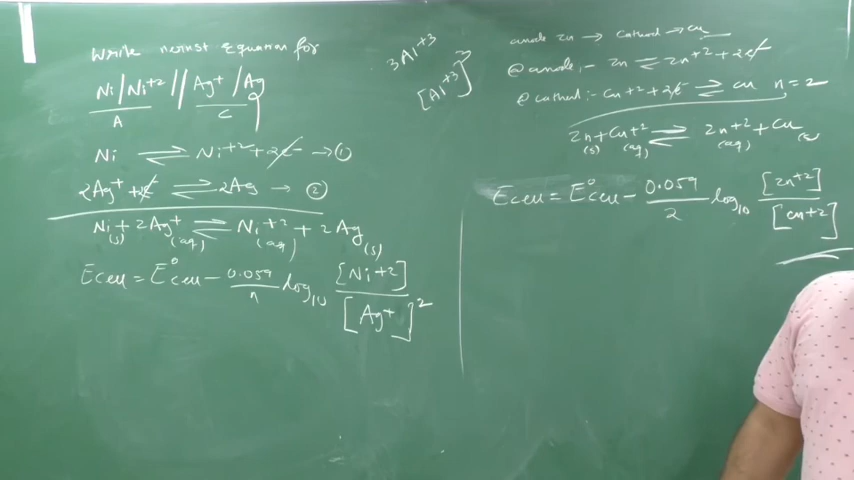 Write nernst Equation for
Ni/Ni+2 // Ag+ / Ag
A C
Ni ⇌ Ni+2 + 2e- → ①
2Ag+ + 2e- ⇌ 2Ag → ②
Ni(s) + 2Ag+(aq) ⇌ Ni+2(aq) + 2Ag(s)
Ecell = E°cell - 0.059/n log10 [Ni+2]/[Ag+]2
3Al+3
[Al+3]3
anode Zn → Cathod → Cu
@ anode :- Zn ⇌ Zn+2 + 2e-
@ cathod :- Cu+2 + 2e- ⇌ Cu n = 2
Zn(s) + Cu+2(aq) ⇌ Zn+2(aq) + Cu(s)
Ecell = E°cell - 0.059/2 log10 [Zn+2]/[Cu+2]